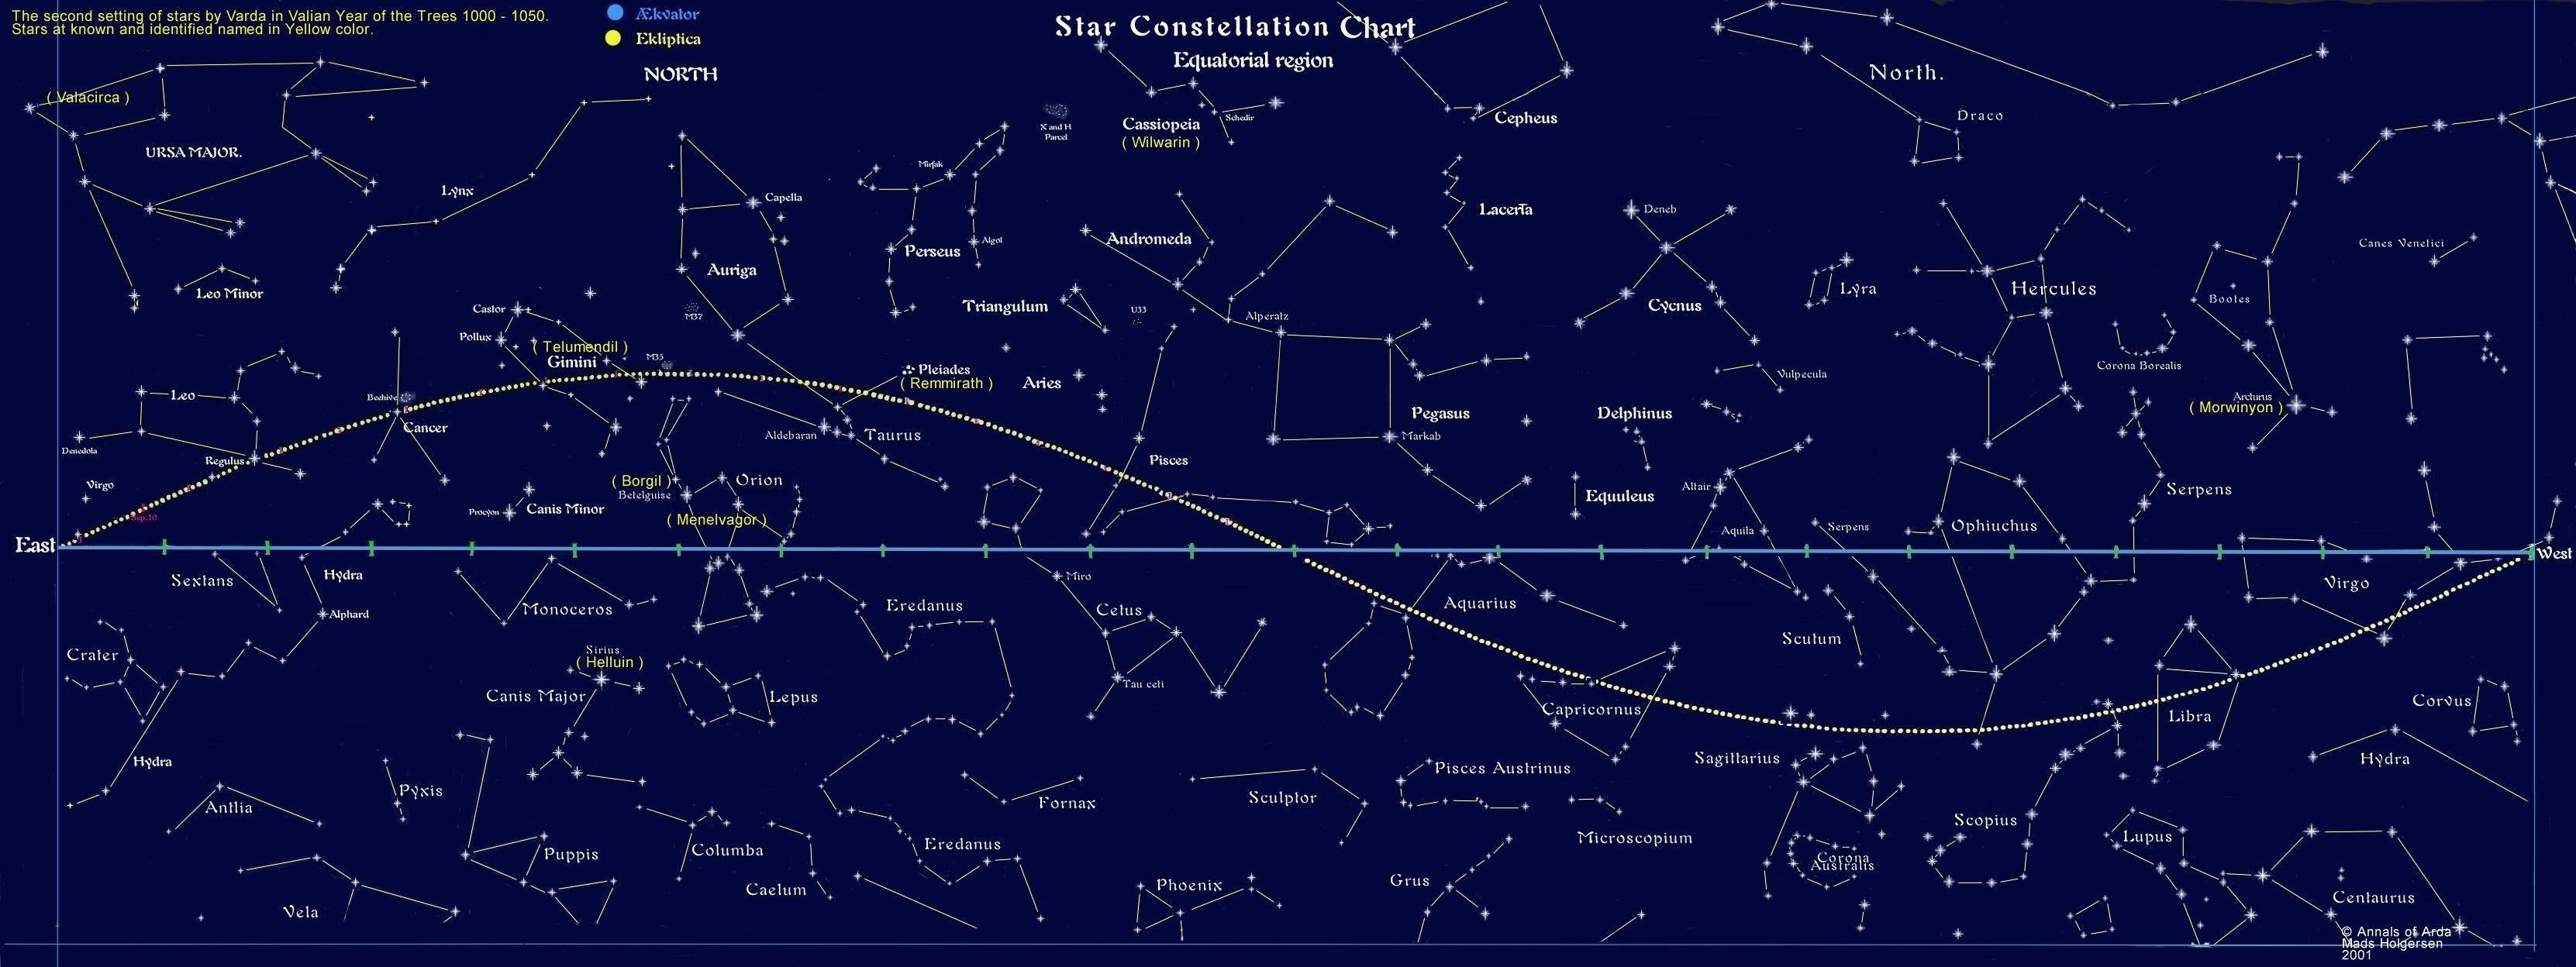 The second setting of stars by Varda in Valian Year of the Trees 1000 - 1050.
Stars at known and identified named in Yellow color.
Ækvator
Ekliptica
Star Constellation Chart
Equatorial region
NORTH
North.
( Valacirca )
URSA MAJOR.
Lynx
Leo Minor
Capella
Auriga
M37
Mirfak
Algol
Perseus
X and H
Parcel
Cassiopeia
( Wilwarin )
Schedir
Cepheus
Draco
Andromeda
Triangulum
U33
Alperatz
Lacerta
Deneb
Cycnus
Lyra
Hercules
Bootes
Canes Venetici
Corona Borealis
Castor
Pollux
( Telumendil )
Gimini
M35
Pleiades
( Remmirath )
Aries
Vulpecula
Leo
Beehive
Cancer
Denedola
Regulus
Aldebaran
Taurus
Pegasus
Markab
Delphinus
Arcturus
( Morwinyon )
Virgo
Sep.10
Procyon
Canis Minor
( Borgil )
Betelguise
Orion
( Menelvagor )
Pisces
Equuleus
Altair
Aquila
Serpens
Ophiuchus
Serpens
East
West
Sextans
Hydra
Alphard
Monoceros
Eredanus
Miro
Cetus
Tau ceti
Aquarius
Scutum
Virgo
Crater
Sirius
( Helluin )
Canis Major
Lepus
Capricornus
Libra
Corvus
Hydra
Antlia
Pyxis
Puppis
Vela
Columba
Caelum
Eredanus
Fornax
Sculptor
Phoenix
Pisces Austrinus
Microscopium
Grus
Sagittarius
Corona
Australis
Scopius
Lupus
Hydra
Centaurus
© Annals of Arda
Mads Holgersen
2001